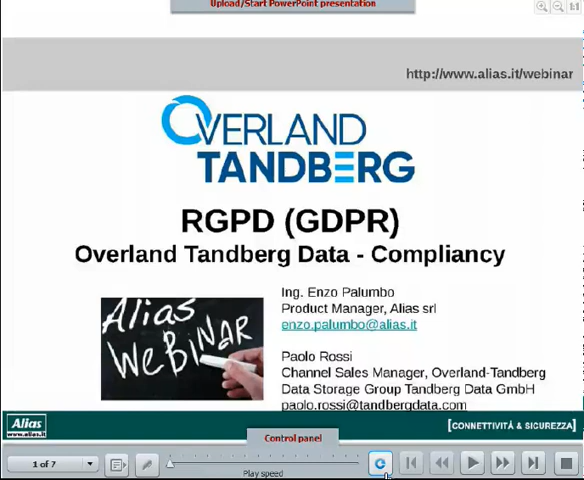 Upload/Start PowerPoint presentation
http://www.alias.it/webinar
OVERLAND
TANDBERG
RGPD (GDPR)
Overland Tandberg Data - Compliancy
Ing. Enzo Palumbo
Product Manager, Alias srl
enzo.palumbo@alias.it
Alias
WeBiNAR
Paolo Rossi
Channel Sales Manager, Overland-Tandberg
Data Storage Group Tandberg Data GmbH
paolo.rossi@tandbergdata.com
Alias
www.alias.it
[CONNETTIVITÀ & SICUREZZA]
Control panel
1 of 7
Play speed
1:1